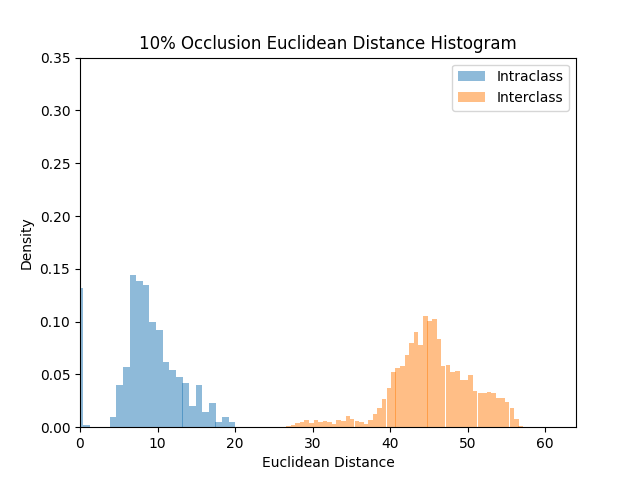 10% Occlusion Euclidean Distance Histogram
0.35
0.30
0.25
0.20
0.15
0.10
0.05
0.00
Density
Intraclass
Interclass
0 10 20 30 40 50 60
Euclidean Distance